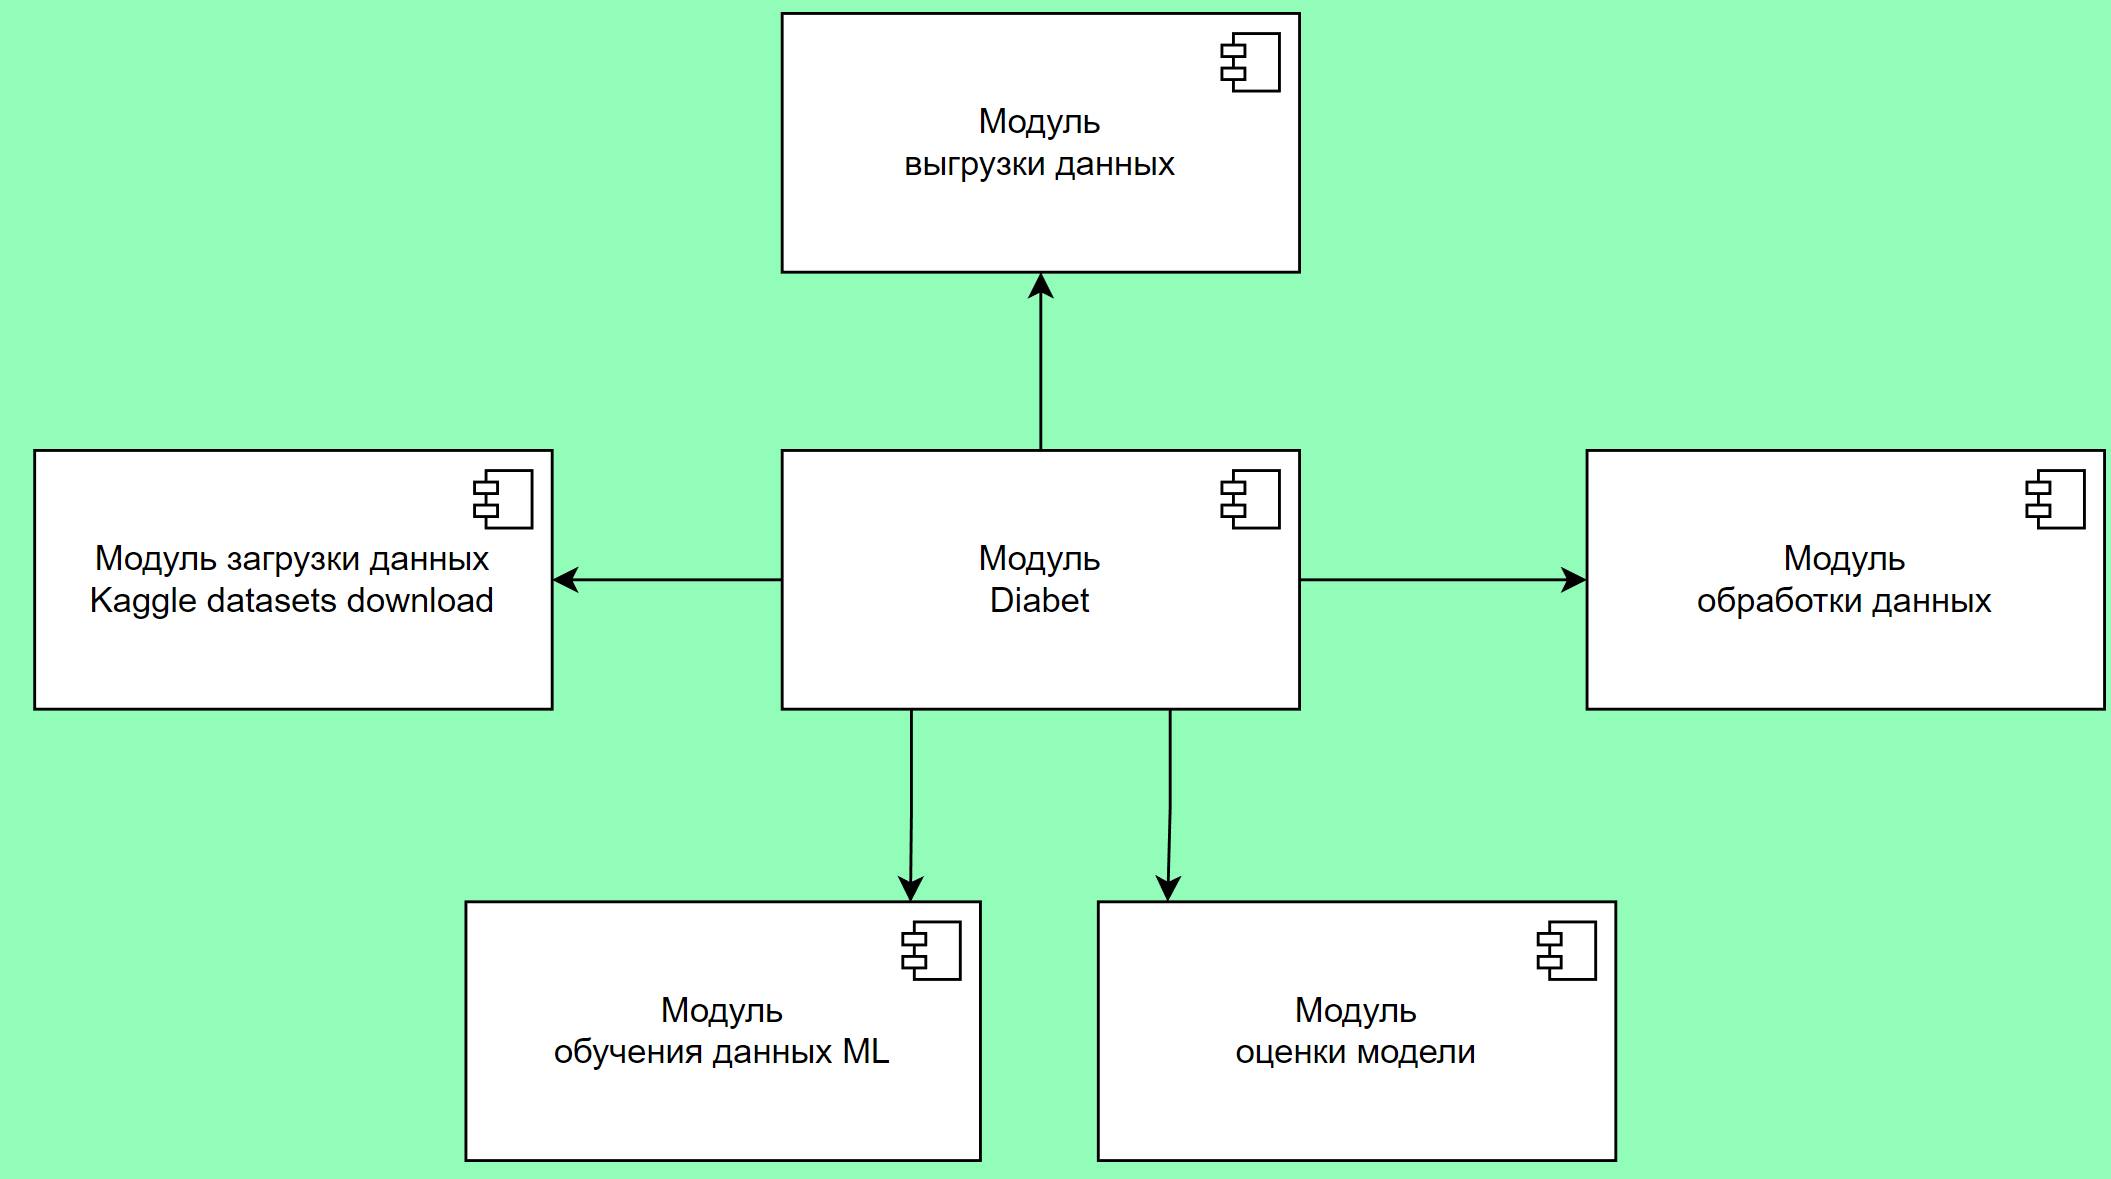 Модуль
выгрузки данных
Модуль загрузки данных
Kaggle datasets download
Модуль
Diabet
Модуль
обработки данных
Модуль
обучения данных ML
Модуль
оценки модели